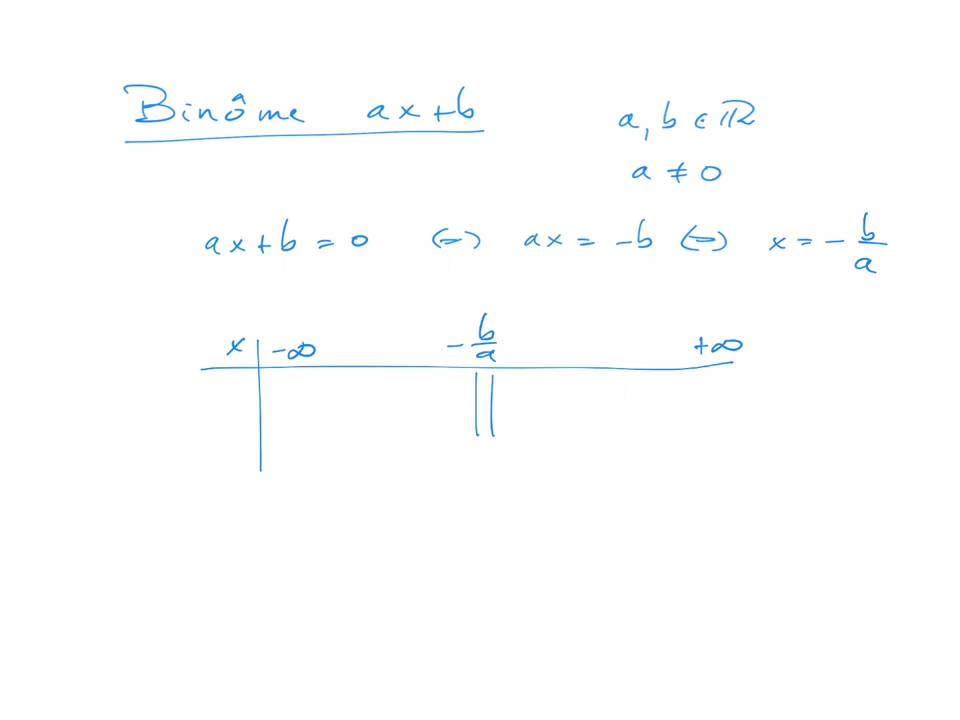 Binôme ax+b a, b ∈ ℝ
a ≠ 0
ax+b = 0 (=) ax = -b (=) x = - b/a
x | -∞ - b/a +∞